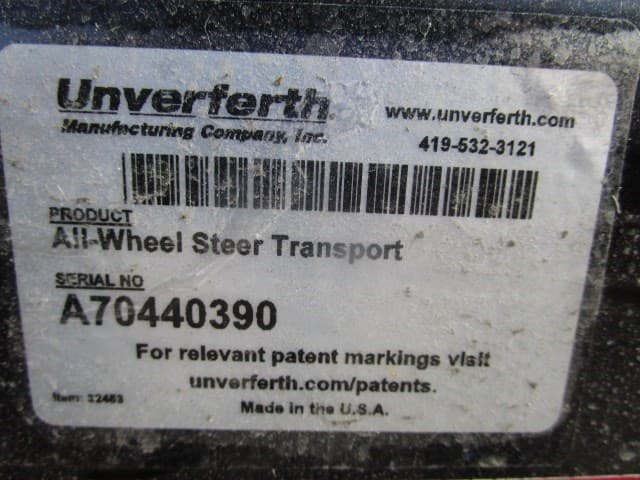 Unverferth
Manufacturing Company, Inc.
www.unverferth.com
419-532-3121
PRODUCT
All-Wheel Steer Transport
SERIAL NO
A70440390
For relevant patent markings visit
unverferth.com/patents.
Made in the U.S.A.